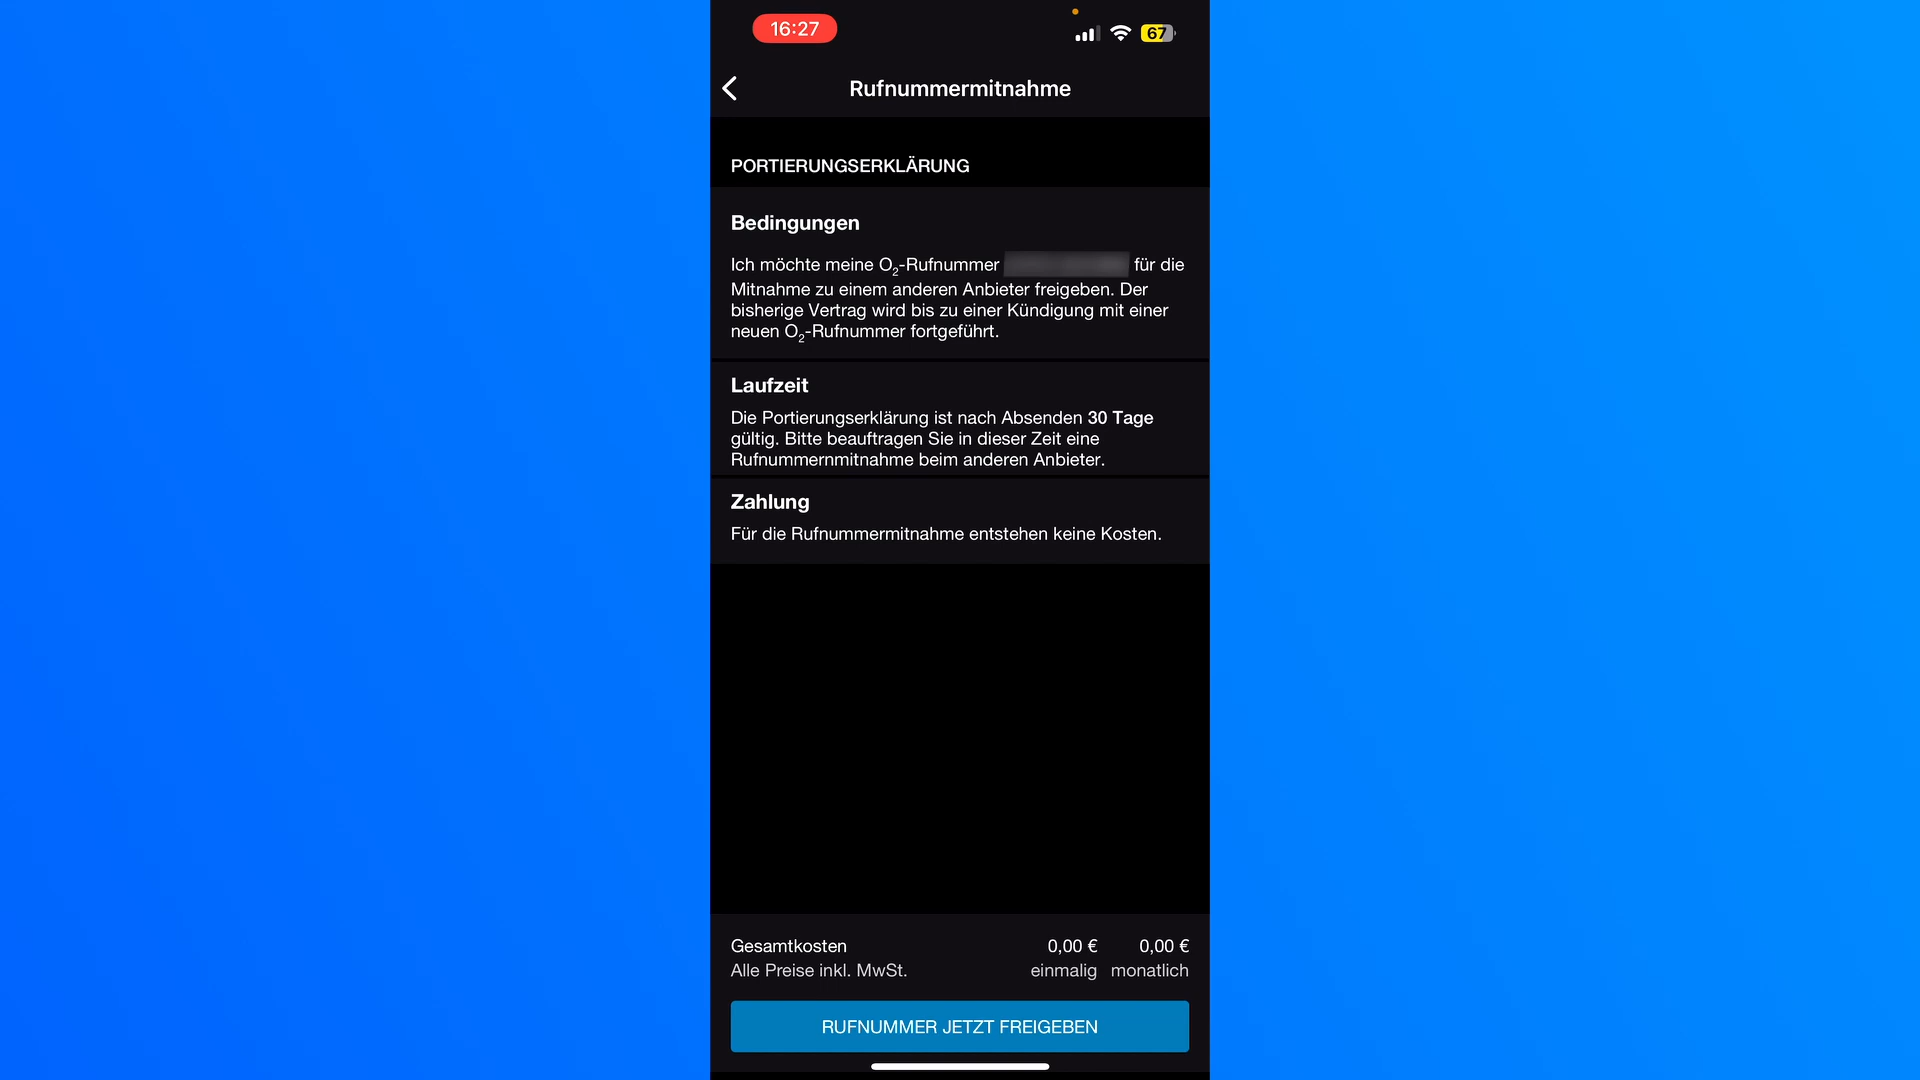 16:27
67
Rufnummermitnahme
PORTIERUNGSERKLÄRUNG
Bedingungen
Ich möchte meine O₂-Rufnummer für die
Mitnahme zu einem anderen Anbieter freigeben. Der
bisherige Vertrag wird bis zu einer Kündigung mit einer
neuen O₂-Rufnummer fortgeführt.
Laufzeit
Die Portierungserklärung ist nach Absenden 30 Tage
gültig. Bitte beauftragen Sie in dieser Zeit eine
Rufnummernmitnahme beim anderen Anbieter.
Zahlung
Für die Rufnummermitnahme entstehen keine Kosten.
Gesamtkosten 0,00 € 0,00 €
Alle Preise inkl. MwSt. einmalig monatlich
RUFNUMMER JETZT FREIGEBEN